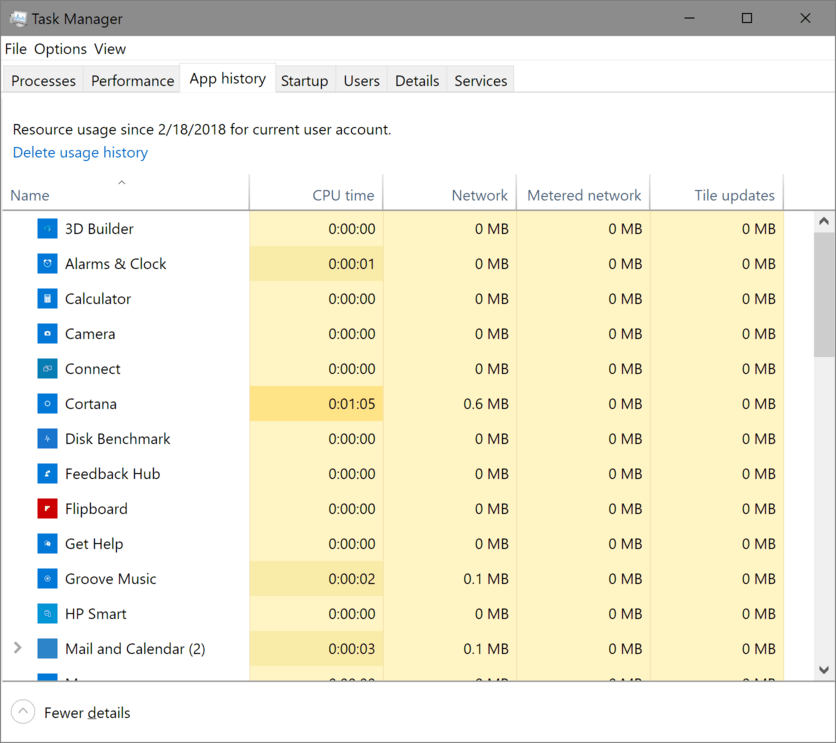 Task Manager
File Options View
Processes Performance App history Startup Users Details Services
Resource usage since 2/18/2018 for current user account.
Delete usage history
Name CPU time Network Metered network Tile updates
3D Builder 0:00:00 0 MB 0 MB 0 MB
Alarms & Clock 0:00:01 0 MB 0 MB 0 MB
Calculator 0:00:00 0 MB 0 MB 0 MB
Camera 0:00:00 0 MB 0 MB 0 MB
Connect 0:00:00 0 MB 0 MB 0 MB
Cortana 0:01:05 0.6 MB 0 MB 0 MB
Disk Benchmark 0:00:00 0 MB 0 MB 0 MB
Feedback Hub 0:00:00 0 MB 0 MB 0 MB
Flipboard 0:00:00 0 MB 0 MB 0 MB
Get Help 0:00:00 0 MB 0 MB 0 MB
Groove Music 0:00:02 0.1 MB 0 MB 0 MB
HP Smart 0:00:00 0 MB 0 MB 0 MB
Mail and Calendar (2) 0:00:03 0.1 MB 0 MB 0 MB
Fewer details